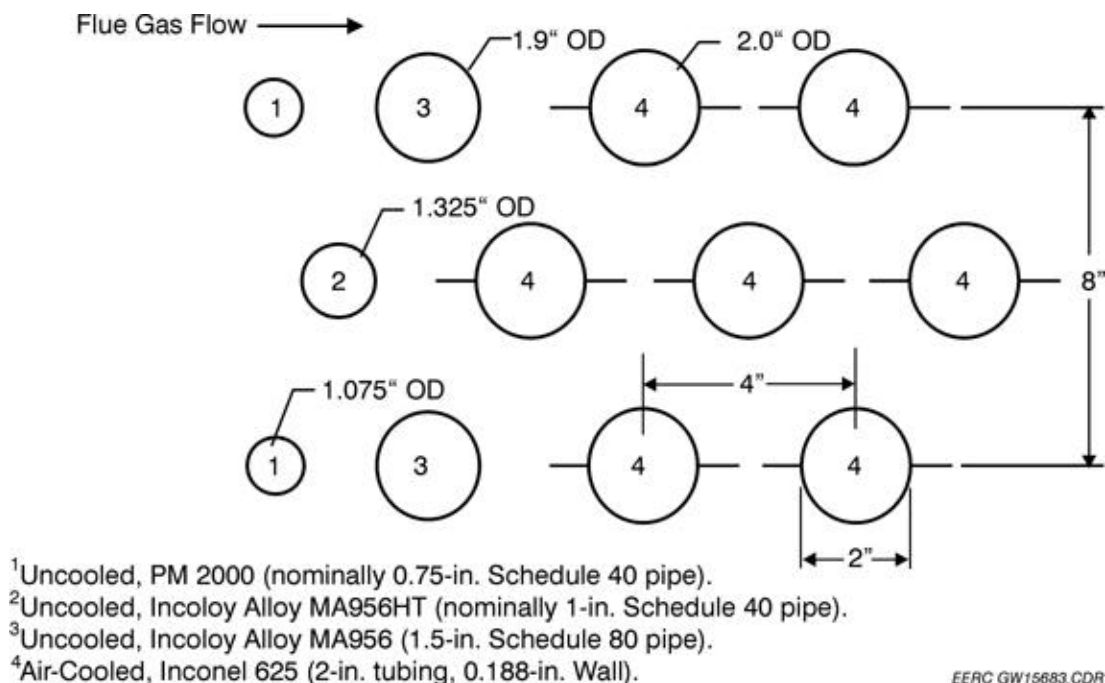 Flue Gas Flow
1.9“ OD
2.0“ OD
1
3
4
4
1.325“ OD
2
4
4
4
8”
1.075“ OD
4”
1
3
4
4
2”
¹Uncooled, PM 2000 (nominally 0.75-in. Schedule 40 pipe).
²Uncooled, Incoloy Alloy MA956HT (nominally 1-in. Schedule 40 pipe).
³Uncooled, Incoloy Alloy MA956 (1.5-in. Schedule 80 pipe).
⁴Air-Cooled, Inconel 625 (2-in. tubing, 0.188-in. Wall).
EERC GW15683.CDR